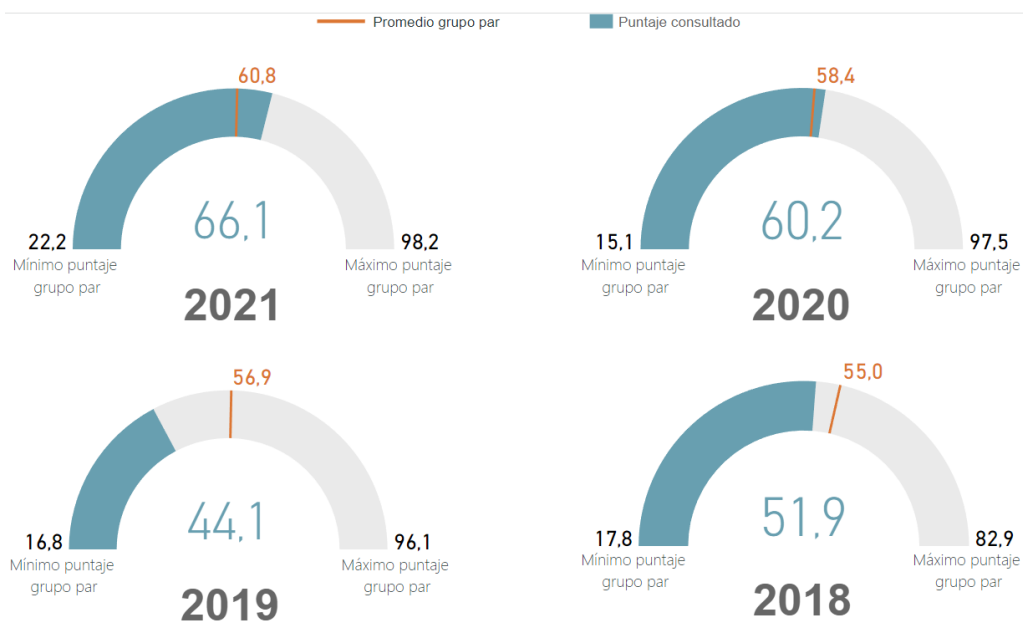 Promedio grupo par
Puntaje consultado
60,8
66,1
22,2
Mínimo puntaje
grupo par
98,2
Máximo puntaje
grupo par
2021
58,4
60,2
15,1
Mínimo puntaje
grupo par
97,5
Máximo puntaje
grupo par
2020
56,9
44,1
16,8
Mínimo puntaje
grupo par
96,1
Máximo puntaje
grupo par
2019
55,0
51,9
17,8
Mínimo puntaje
grupo par
82,9
Máximo puntaje
grupo par
2018